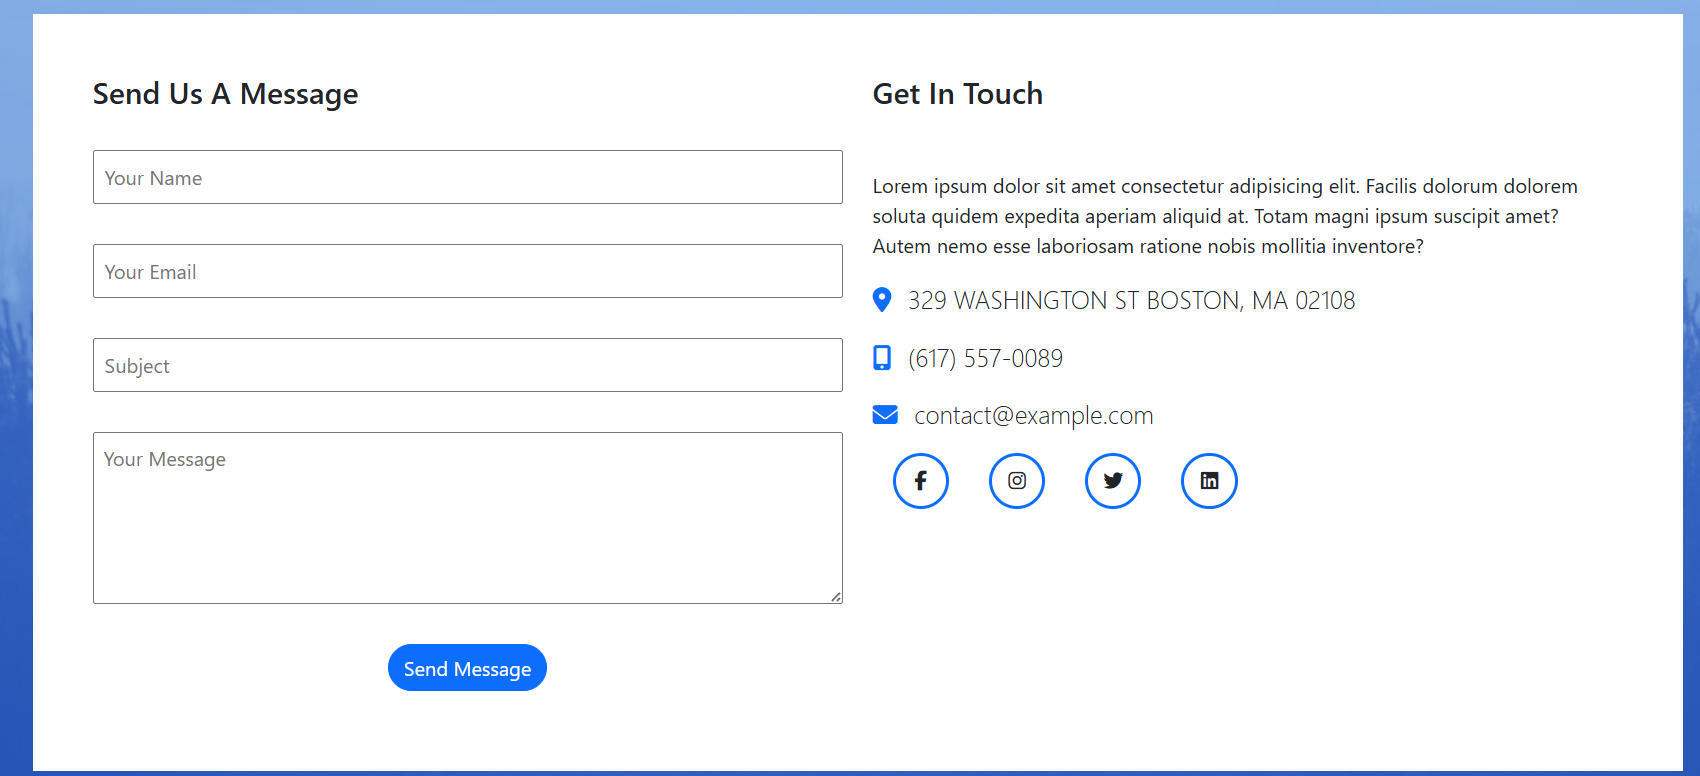 Send Us A Message
Your Name
Your Email
Subject
Your Message
Send Message
Get In Touch
Lorem ipsum dolor sit amet consectetur adipisicing elit. Facilis dolorum dolorem
soluta quidem expedita aperiam aliquid at. Totam magni ipsum suscipit amet?
Autem nemo esse laboriosam ratione nobis mollitia inventore?
329 WASHINGTON ST BOSTON, MA 02108
(617) 557-0089
contact@example.com